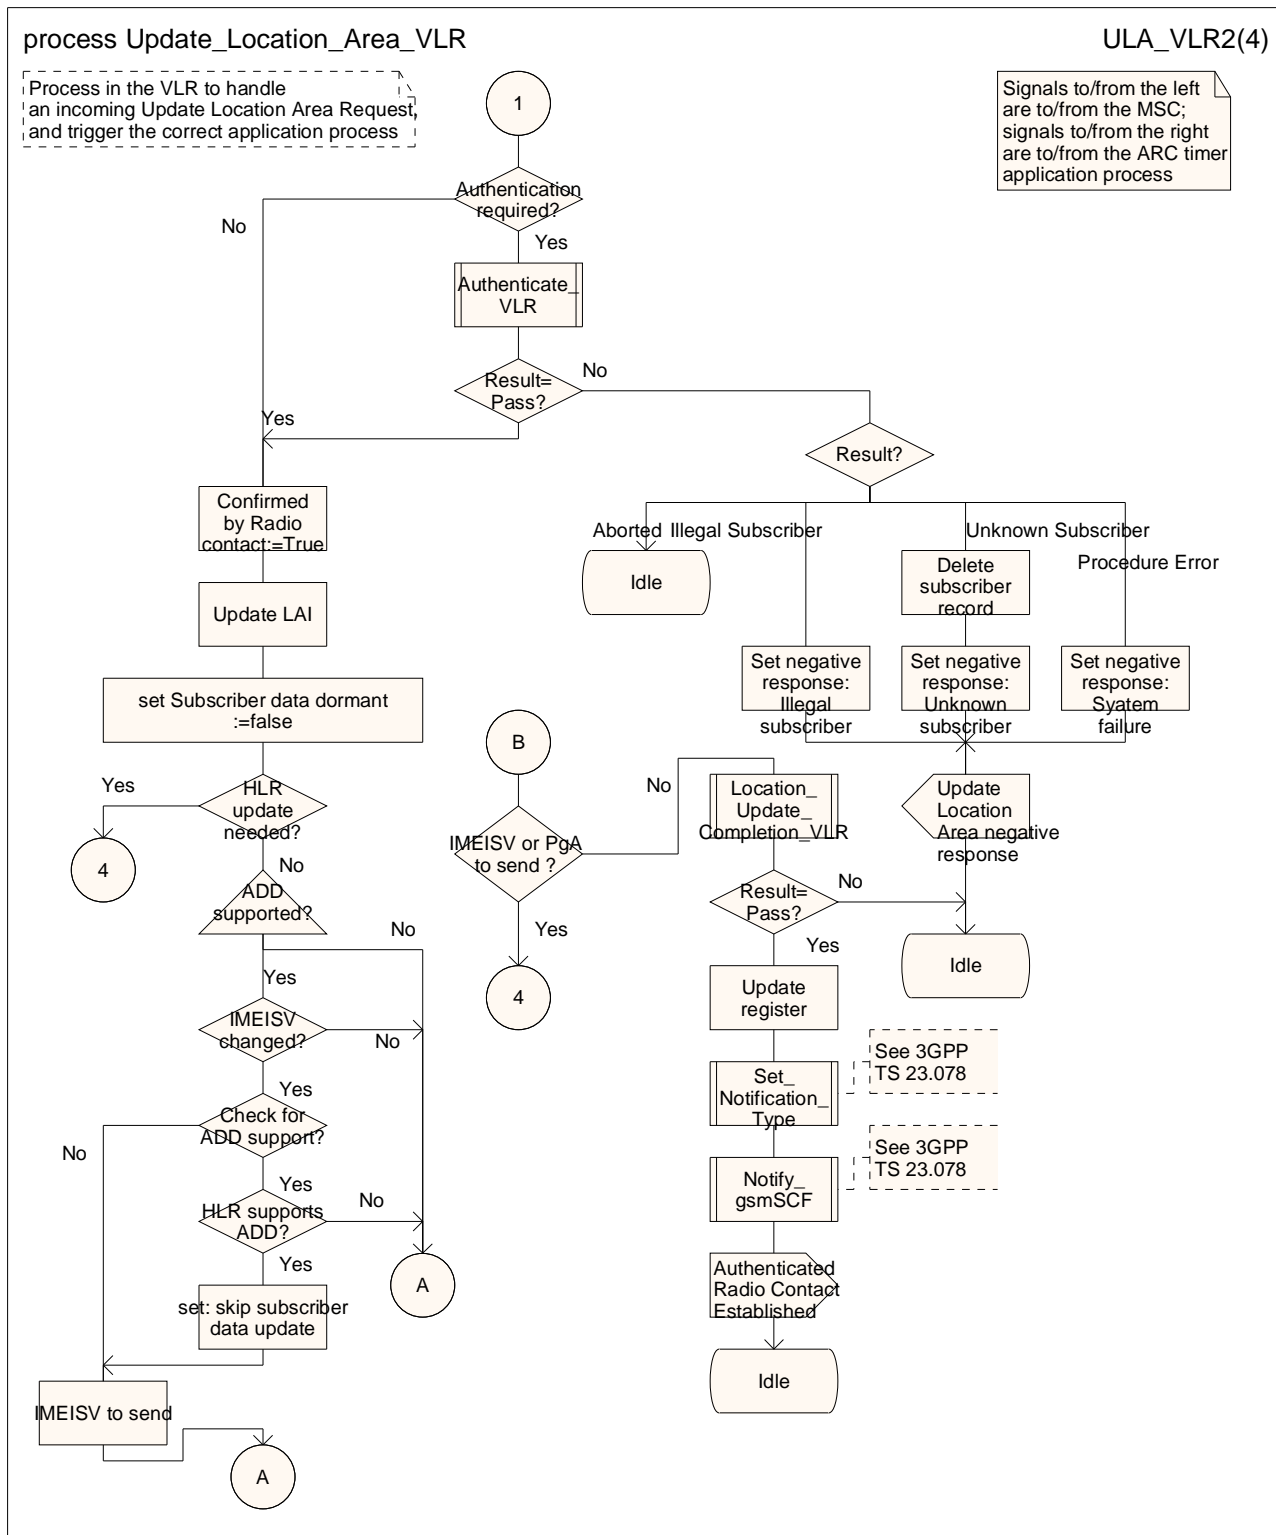 process Update_Location_Area_VLR
ULA_VLR2(4)
Process in the VLR to handle
an incoming Update Location Area Request,
and trigger the correct application process
1
Signals to/from the left
are to/from the MSC;
signals to/from the right
are to/from the ARC timer
application process
Authentication
required?
No
Yes
Authenticate_
VLR
Result=
Pass?
No
Yes
Result?
Confirmed
by Radio
contact:=True
Aborted
Illegal Subscriber
Unknown Subscriber
Procedure Error
Idle
Delete
subscriber
record
Update LAI
Set negative
response:
Illegal
subscriber
Set negative
response:
Unknown
subscriber
Set negative
response:
Syatem
failure
set Subscriber data dormant
:=false
B
Yes
HLR
update
needed?
No
Location_
Update_
Completion_VLR
Update
Location
Area negative
response
4
No
IMEISV or PgA
to send ?
ADD
supported?
Result=
Pass?
No
No
Yes
Yes
Yes
4
Idle
Update
register
IMEISV
changed?
No
See 3GPP
TS 23.078
Set_
Notification_
Type
Yes
Check for
ADD support?
No
See 3GPP
TS 23.078
Yes
Notify_
gsmSCF
HLR supports
ADD?
No
Yes
A
Authenticated
Radio Contact
Established
set: skip subscriber
data update
Idle
IMEISV to send
A